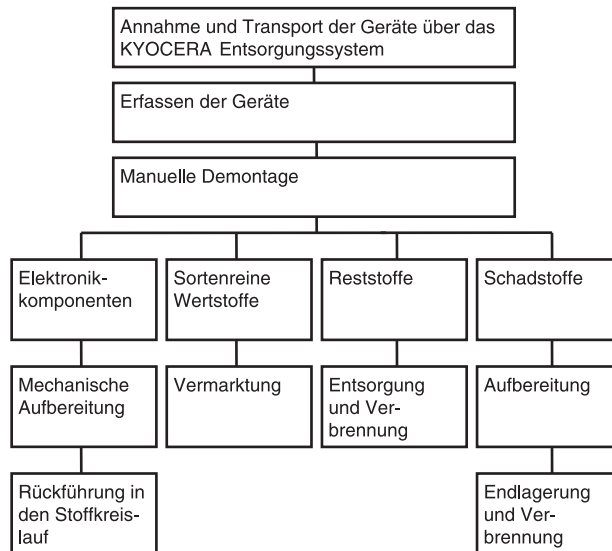 Annahme und Transport der Geräte über das
KYOCERA Entsorgungssystem
Erfassen der Geräte
Manuelle Demontage
Elektronik-
komponenten
Sortenreine
Wertstoffe
Reststoffe
Schadstoffe
Mechanische
Aufbereitung
Vermarktung
Entsorgung
und Ver-
brennung
Aufbereitung
Rückführung in
den Stoffkreis-
lauf
Endlagerung
und Ver-
brennung